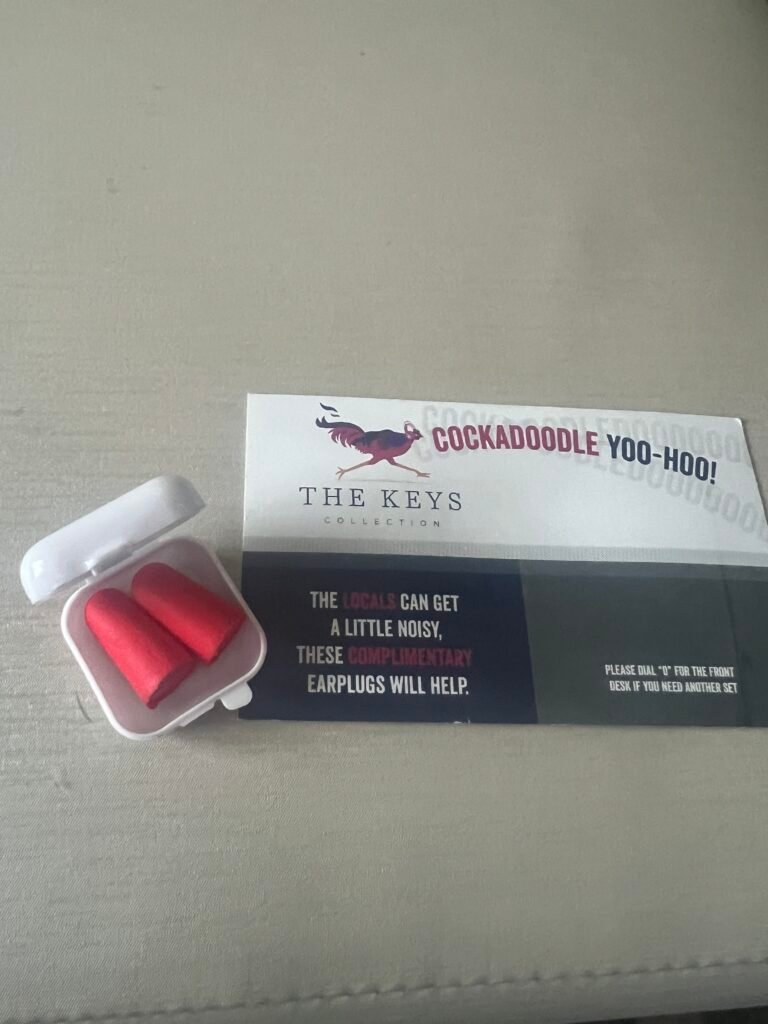 COCKADOODLE YOO-HOO!
THE KEYS
COLLECTION
THE LOCALS CAN GET
A LITTLE NOISY,
THESE COMPLIMENTARY
EARPLUGS WILL HELP.
PLEASE DIAL "0" FOR THE FRONT
DESK IF YOU NEED ANOTHER SET